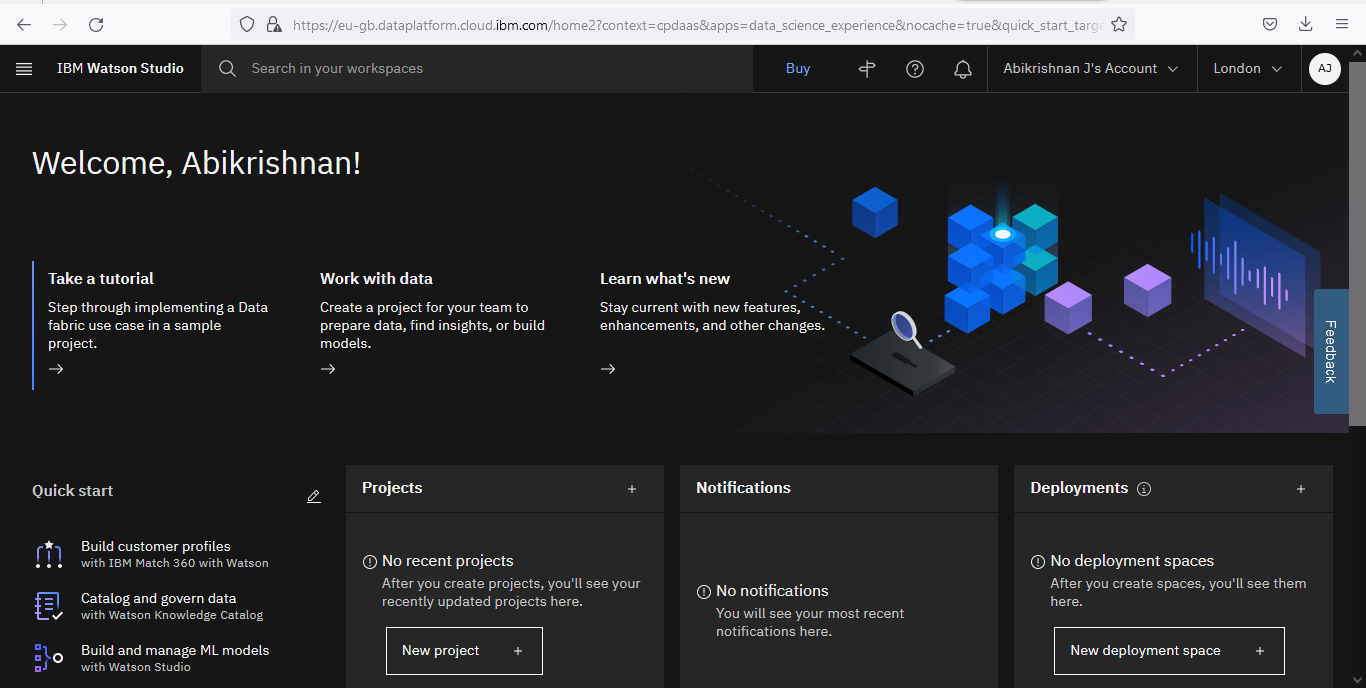 https://eu-gb.dataplatform.cloud.ibm.com/home2?context=cpdaas&apps=data_science_experience&nocache=true&quick_start_targe
IBM Watson Studio
Search in your workspaces
Buy
Abikrishnan J's Account
London
AJ
Welcome, Abikrishnan!
Take a tutorial
Step through implementing a Data
fabric use case in a sample
project.
Work with data
Create a project for your team to
prepare data, find insights, or build
models.
Learn what's new
Stay current with new features,
enhancements, and other changes.
Feedback
Quick start
Build customer profiles
with IBM Match 360 with Watson
Catalog and govern data
with Watson Knowledge Catalog
Build and manage ML models
with Watson Studio
Projects
No recent projects
After you create projects, you'll see your
recently updated projects here.
New project
Notifications
No notifications
You will see your most recent
notifications here.
Deployments
No deployment spaces
After you create spaces, you'll see them
here.
New deployment space